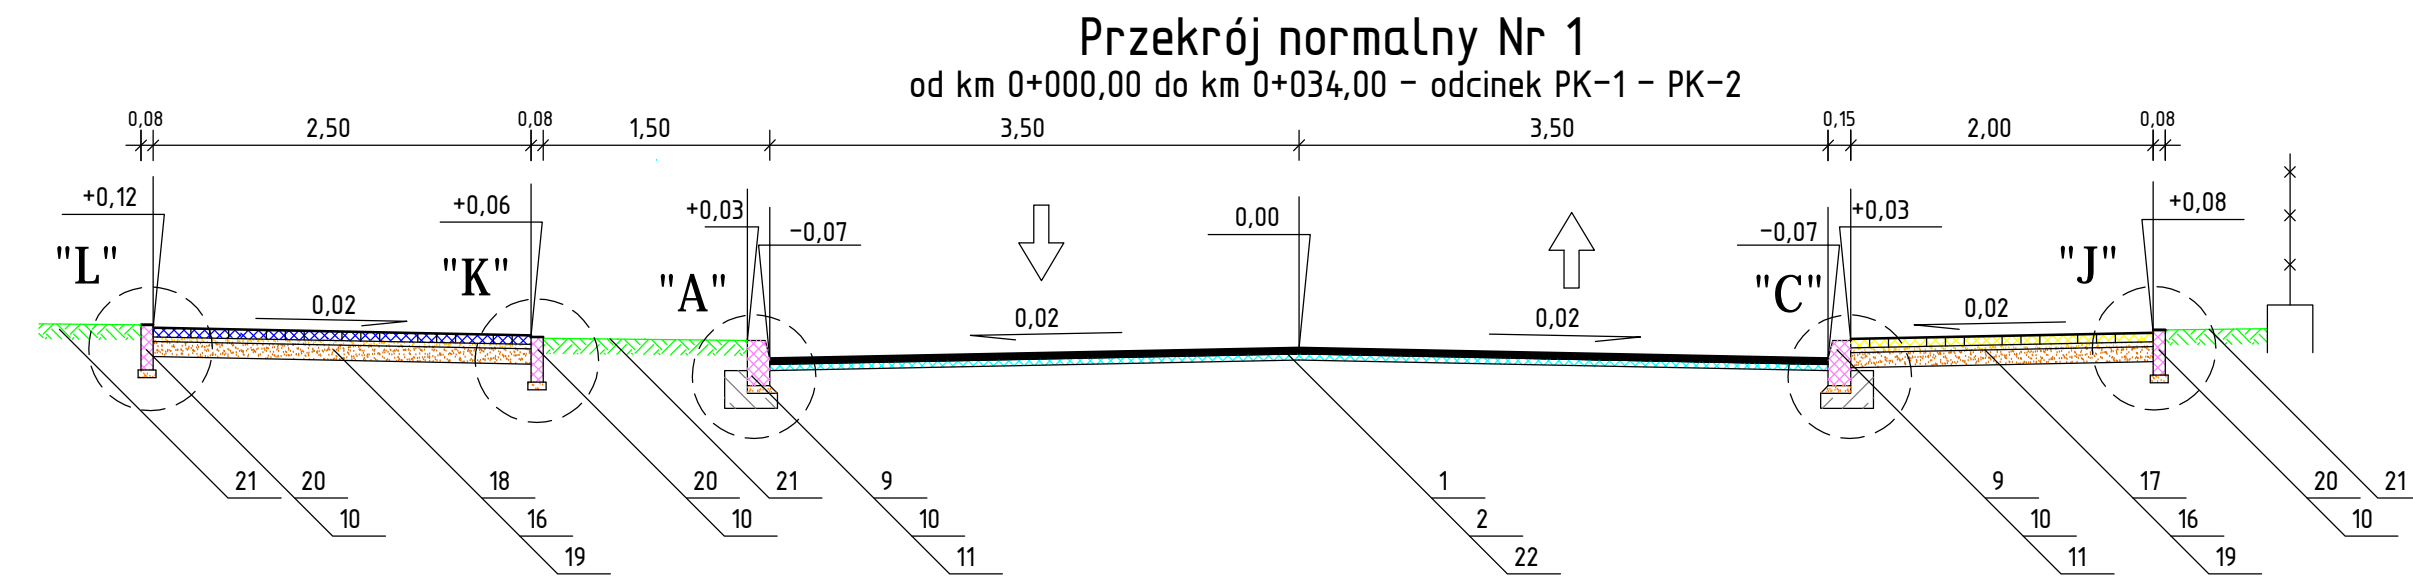 Przekrój normalny Nr 1
od km 0+000,00 do km 0+034,00 - odcinek PK-1 - PK-2
0,08 2,50 0,08 1,50 3,50 3,50 0,15 2,00 0,08
+0,12 +0,06 +0,03 -0,07 0,00 -0,07 +0,03 +0,08
"L" "K" "A" "C" "J"
0,02 0,02 0,02 0,02
21 20 18 20 21 9 1 9 17 20 21
10 16 10 10 2 10 16 10
19 11 22 11 19